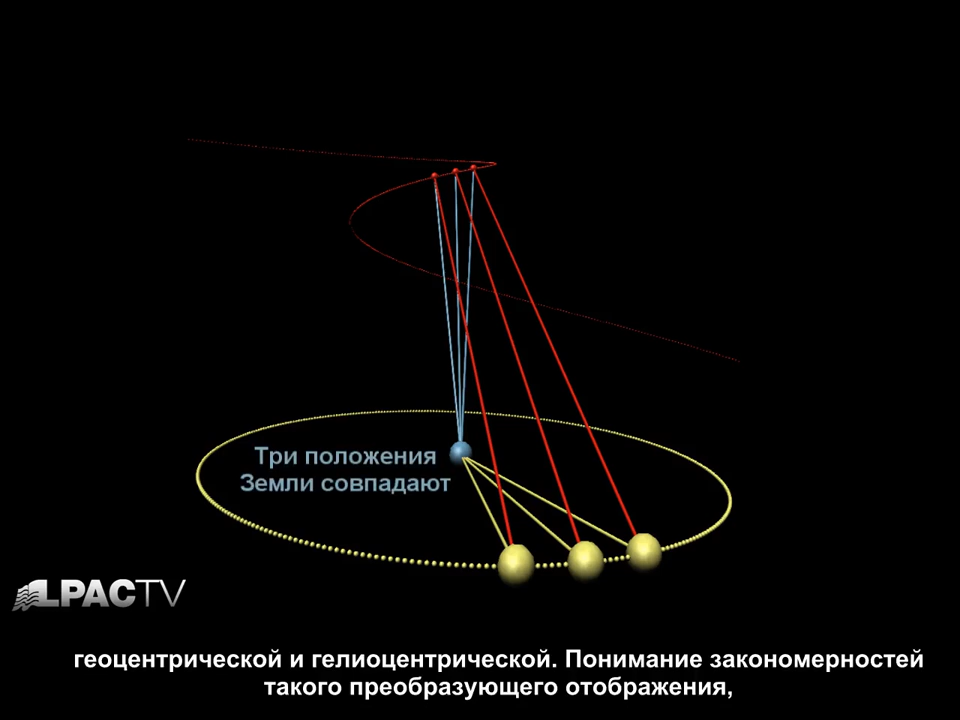 Три положения
Земли совпадают
LPACTV
геоцентрической и гелиоцентрической. Понимание закономерностей
такого преобразующего отображения,